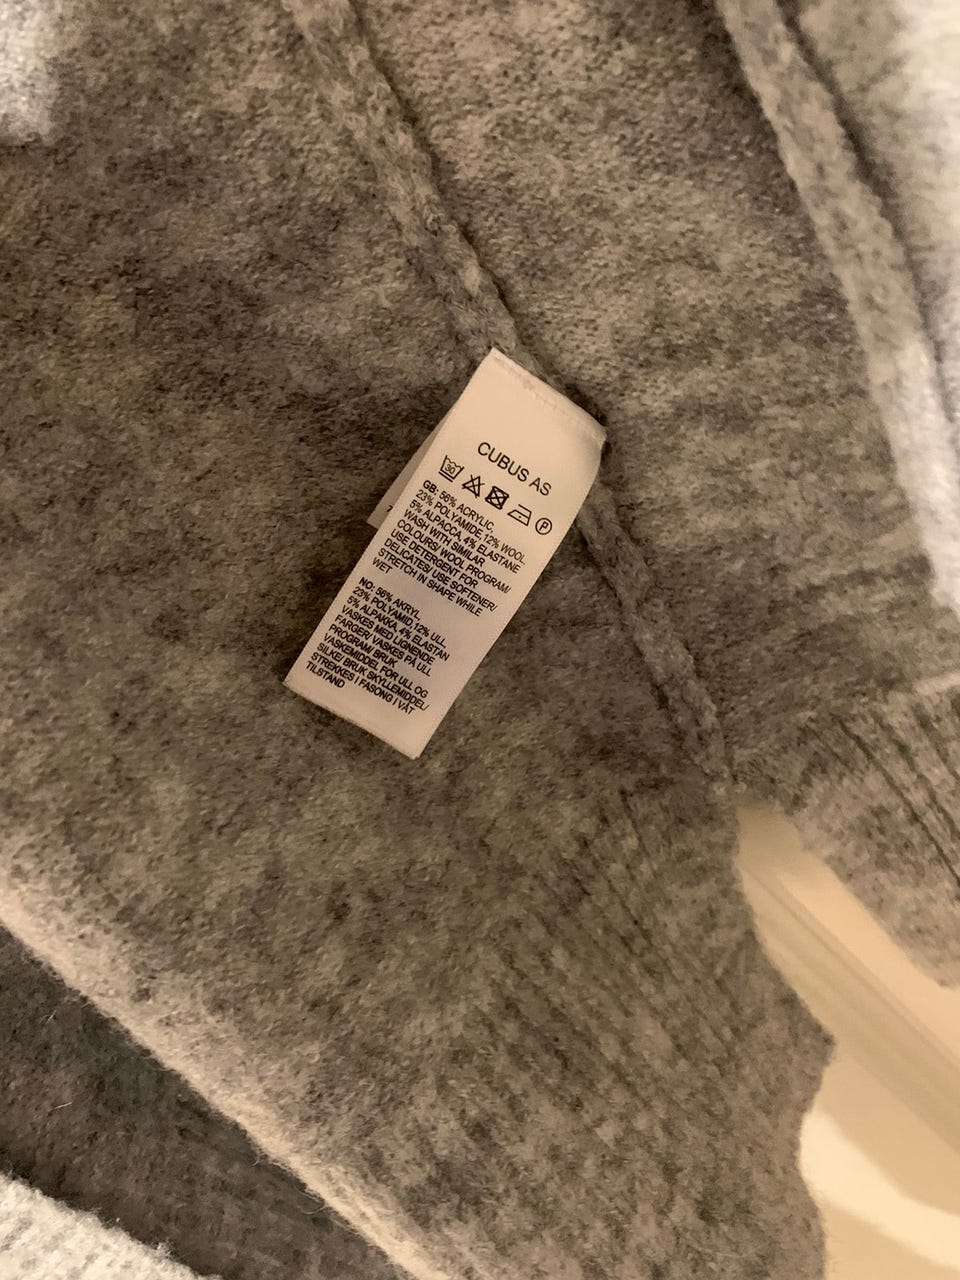 CUBUS AS
30
P
GB: 56% ACRYLIC,
23% POLYAMIDE, 12% WOOL,
5% ALPACCA, 4% ELASTANE
WASH WITH SIMILAR
COLOURS/ WOOL PROGRAM/
USE DETERGENT FOR
DELICATES/ USE SOFTENER/
STRETCH IN SHAPE WHILE
WET
NO: 56% AKRYL,
23% POLYAMID, 12% ULL,
5% ALPAKKA, 4% ELASTAN
VASKES MED LIGNENDE
FARGER/ VASKES PÅ ULL
PROGRAM/ BRUK
VASKEMIDDEL FOR ULL OG
SILKE/ BRUK SKYLLEMIDDEL/
STREKKES I FASONG I VÅT
TILSTAND